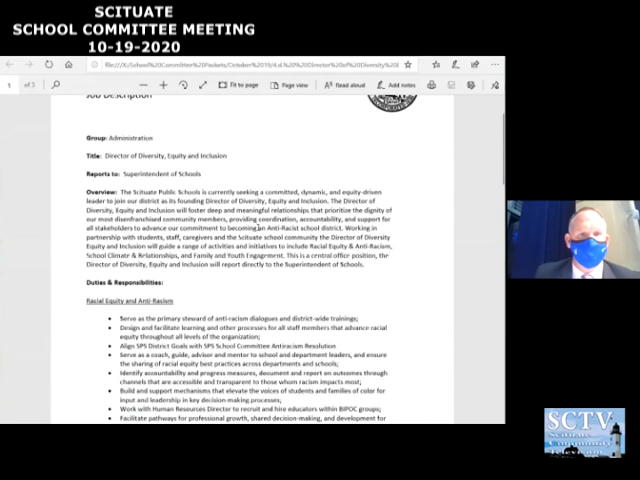 SCITUATE
SCHOOL COMMITTEE MEETING
10-19-2020
1 of 3
Fit to page
Page view
Read aloud
Add notes
Job Description
Group: Administration
Title: Director of Diversity, Equity and Inclusion
Reports to: Superintendent of Schools
Overview: The Scituate Public Schools is currently seeking a committed, dynamic, and equity-driven
leader to join our district as its founding Director of Diversity, Equity and Inclusion. The Director of
Diversity, Equity and Inclusion will foster deep and meaningful relationships that prioritize the dignity of
our most disenfranchised community members, providing coordination, accountability, and support for
all stakeholders to advance our commitment to becoming an Anti-Racist school district. Working in
partnership with students, staff, caregivers and the Scituate school community the Director of Diversity
Equity and Inclusion will guide a range of activities and initiatives to include Racial Equity & Anti-Racism,
School Climate & Relationships, and Family and Youth Engagement. This is a central office position, the
Director of Diversity, Equity and Inclusion will report directly to the Superintendent of Schools.
Duties & Responsibilities:
Racial Equity and Anti-Racism
• Serve as the primary steward of anti-racism dialogues and district-wide trainings;
• Design and facilitate learning and other processes for all staff members that advance racial
equity throughout all levels of the organization;
• Align SPS District Goals with SPS School Committee Antiracism Resolution
• Serve as a coach, guide, advisor and mentor to school and department leaders, and ensure
the sharing of racial equity best practices across departments and schools;
• Identify accountability and progress measures, document and report on outcomes through
channels that are accessible and transparent to those whom racism impacts most;
• Build and support mechanisms that elevate the voices of students and families of color for
input and leadership in key decision-making processes;
• Work with Human Resources Director to recruit and hire educators within BIPOC groups;
• Facilitate pathways for professional growth, shared decision-making, and development for
SCTV
Scituate
Community
Television